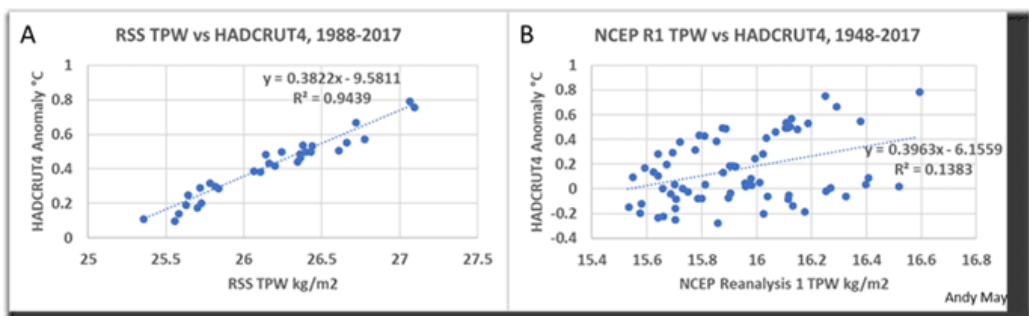 A
RSS TPW vs HADCRUT4, 1988-2017
1
0.8
0.6
0.4
0.2
0
y = 0.3822x - 9.5811
R² = 0.9439
HADCRUT4 Anomaly °C
25
25.5
26
26.5
27
27.5
RSS TPW kg/m2
B
NCEP R1 TPW vs HADCRUT4, 1948-2017
1
0.8
0.6
0.4
0.2
0
-0.2
-0.4
y = 0.3963x - 6.1559
R² = 0.1383
HADCRUT4 Anomaly °C
15.4
15.6
15.8
16
16.2
16.4
16.6
16.8
NCEP Reanalysis 1 TPW kg/m2
Andy May